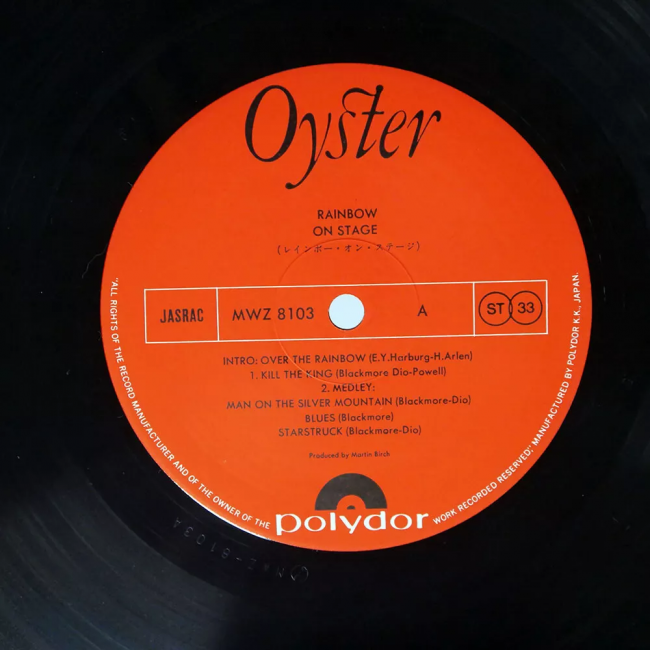 Oyster
RAINBOW
ON STAGE
(レインボー・オン・ステージ)
JASRAC
MWZ 8103
A
ST 33
INTRO: OVER THE RAINBOW (E.Y.Harburg-H.Arlen)
1. KILL THE KING (Blackmore Dio-Powell)
2. MEDLEY:
MAN ON THE SILVER MOUNTAIN (Blackmore-Dio)
BLUES (Blackmore)
STARSTRUCK (Blackmore-Dio)
Produced by Martin Birch
polydor
"ALL RIGHTS OF THE RECORD MANUFACTURER AND OF THE OWNER OF THE WORK RECORDED RESERVED," MANUFACTURED BY POLYDOR K.K., JAPAN.